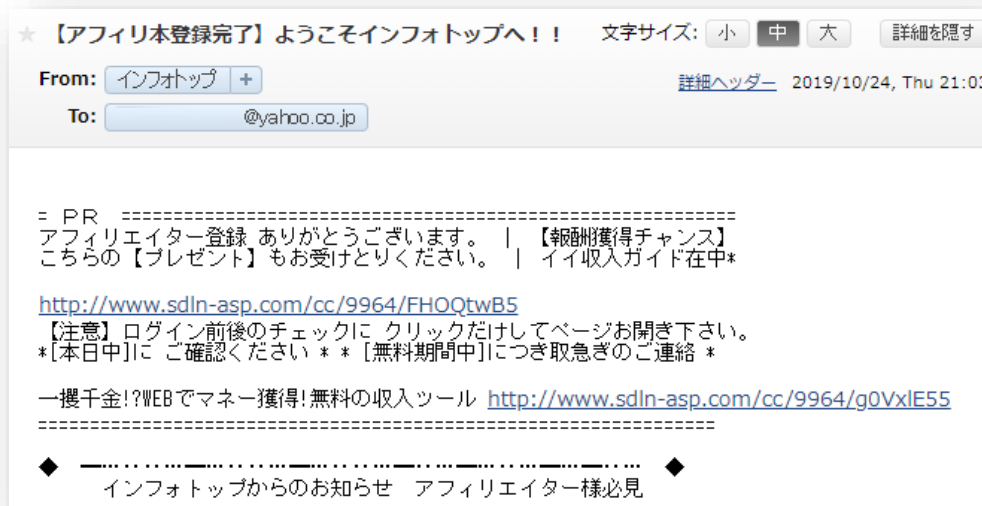 ★ 【アフィリ本登録完了】ようこそインフォトップへ！！ 文字サイズ: 小 中 大 詳細を隠す
From: インフォトップ + 詳細ヘッダー 2019/10/24, Thu 21:03
To: @yahoo.co.jp
= ＰＲ ===========================================================
アフィリエイター登録 ありがとうございます。 | 【報酬獲得チャンス】
こちらの【プレゼント】もお受けとりください。 | イイ収入ガイド在中*
http://www.sdln-asp.com/cc/9964/FHOQtwB5
【注意】ログイン前後のチェックに クリックだけしてページお開き下さい。
*[本日中]に ご確認ください * * [無料期間中]につき取急ぎのご連絡 *
一攫千金!?WEBでマネー獲得!無料の収入ツール http://www.sdln-asp.com/cc/9964/g0VxlE55
=================================================================
◆ ―…‥‥…―…‥‥…―…‥‥…―…‥…―…‥‥…―…―‥… ◆
インフォトップからのお知らせ アフィリエイター様必見